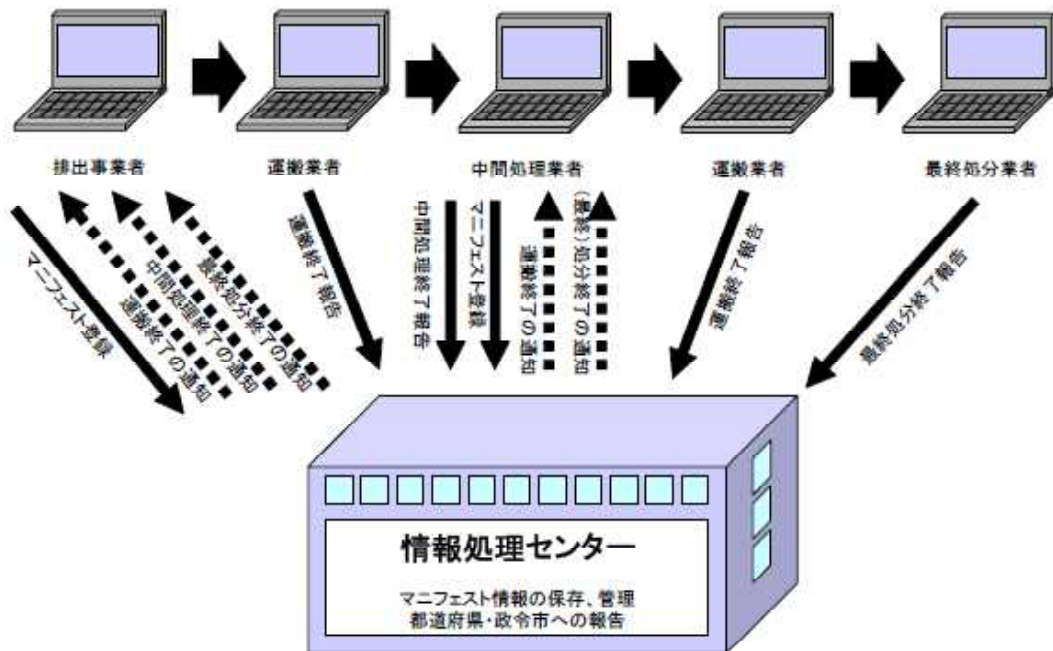 排出事業者
運搬業者
中間処理業者
運搬業者
最終処分業者
マニフェスト登録
運搬終了の通知
中間処理終了の通知
最終処分終了の通知
運搬終了報告
中間処理終了報告
マニフェスト登録
運搬終了の通知
(最終)処分終了の通知
運搬終了報告
最終処分終了報告
情報処理センター
マニフェスト情報の保存、管理
都道府県・政令市への報告